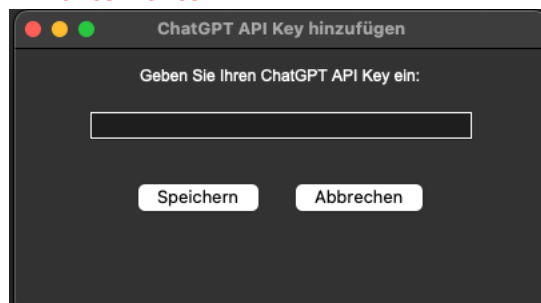 ChatGPT API Key hinzufügen
Geben Sie Ihren ChatGPT API Key ein:
Speichern
Abbrechen